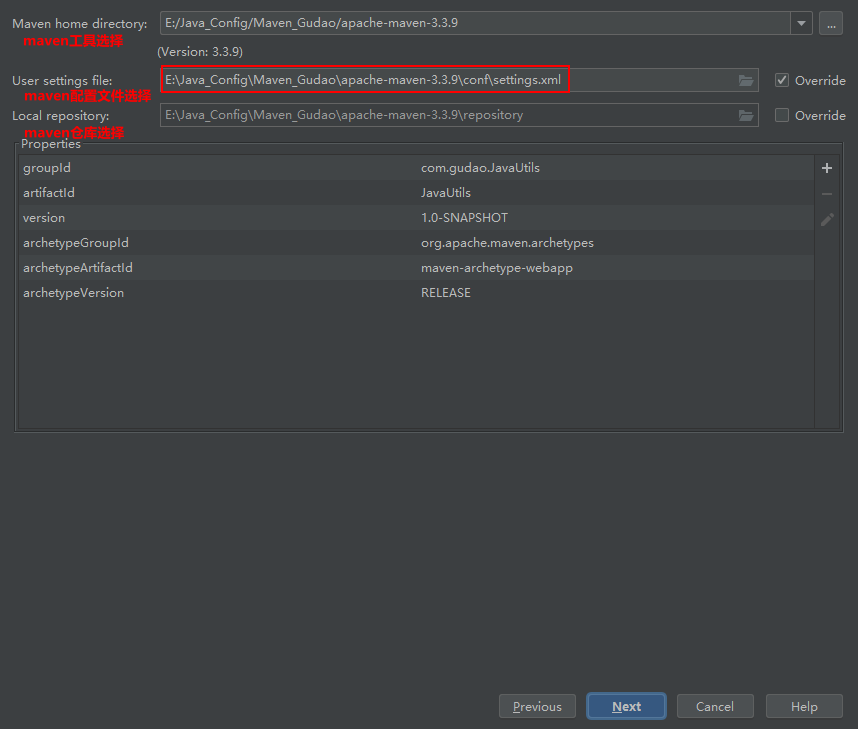 Maven home directory: E:/Java_Config/Maven_Gudao/apache-maven-3.3.9 ...
maven工具选择
(Version: 3.3.9)
User settings file: E:\Java_Config\Maven_Gudao\apache-maven-3.3.9\conf\settings.xml Override
maven配置文件选择
Local repository: E:\Java_Config\Maven_Gudao\apache-maven-3.3.9\repository Override
maven仓库选择
Properties
groupId com.gudao.JavaUtils
artifactId JavaUtils
version 1.0-SNAPSHOT
archetypeGroupId org.apache.maven.archetypes
archetypeArtifactId maven-archetype-webapp
archetypeVersion RELEASE
Previous Next Cancel Help